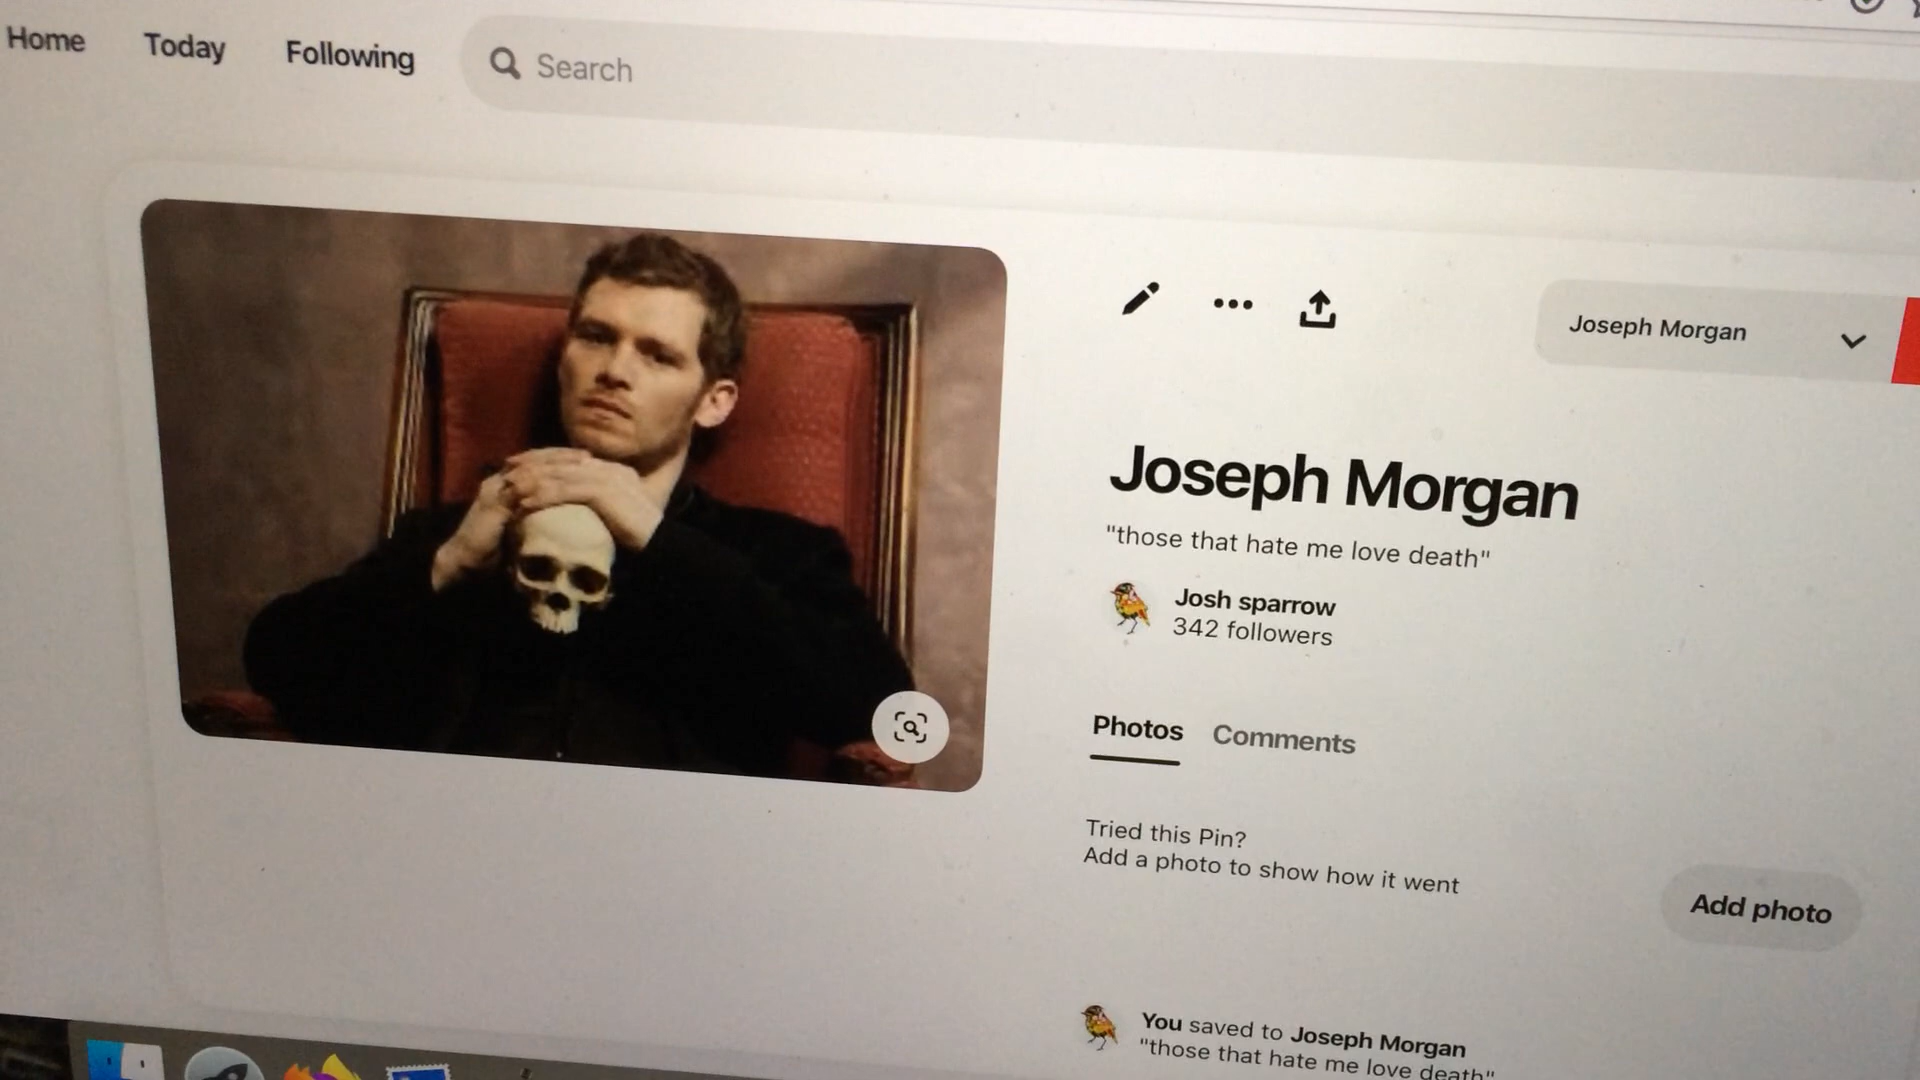 Home Today Following Search
Joseph Morgan
Joseph Morgan
"those that hate me love death"
Josh sparrow
342 followers
Photos Comments
Tried this Pin?
Add a photo to show how it went
Add photo
You saved to Joseph Morgan
"those that hate me love death"